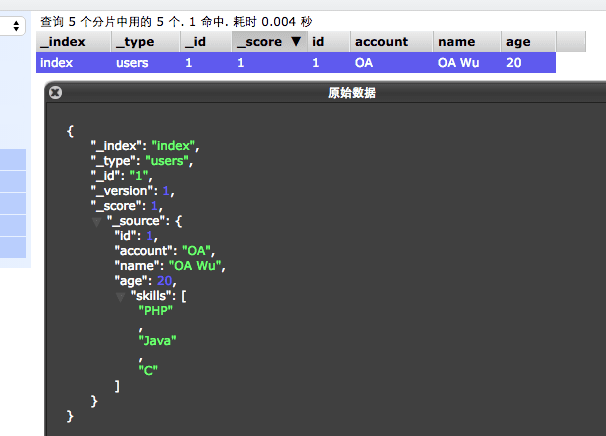 查询 5 个分片中用的 5 个. 1 命中. 耗时 0.004 秒
_index _type _id _score ▼ id account name age
index users 1 1 1 OA OA Wu 20
原始数据
{
"_index": "index",
"_type": "users",
"_id": "1",
"_version": 1,
"_score": 1,
▼ "_source": {
"id": 1,
"account": "OA",
"name": "OA Wu",
"age": 20,
▼ "skills": [
"PHP"
,
"Java"
,
"C"
]
}
}